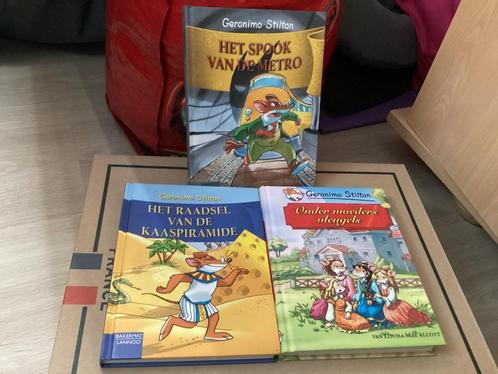 Geronimo Stilton
HET SPOOK
VAN DE METRO
Geronimo Stilton
HET RAADSEL
VAN DE
KAASPIRAMIDE
BAKERMAT
LANNOO
Geronimo Stilton
Onder moeders
vleugels
VAN LOUISA MAY ALCOTT
FRANCE